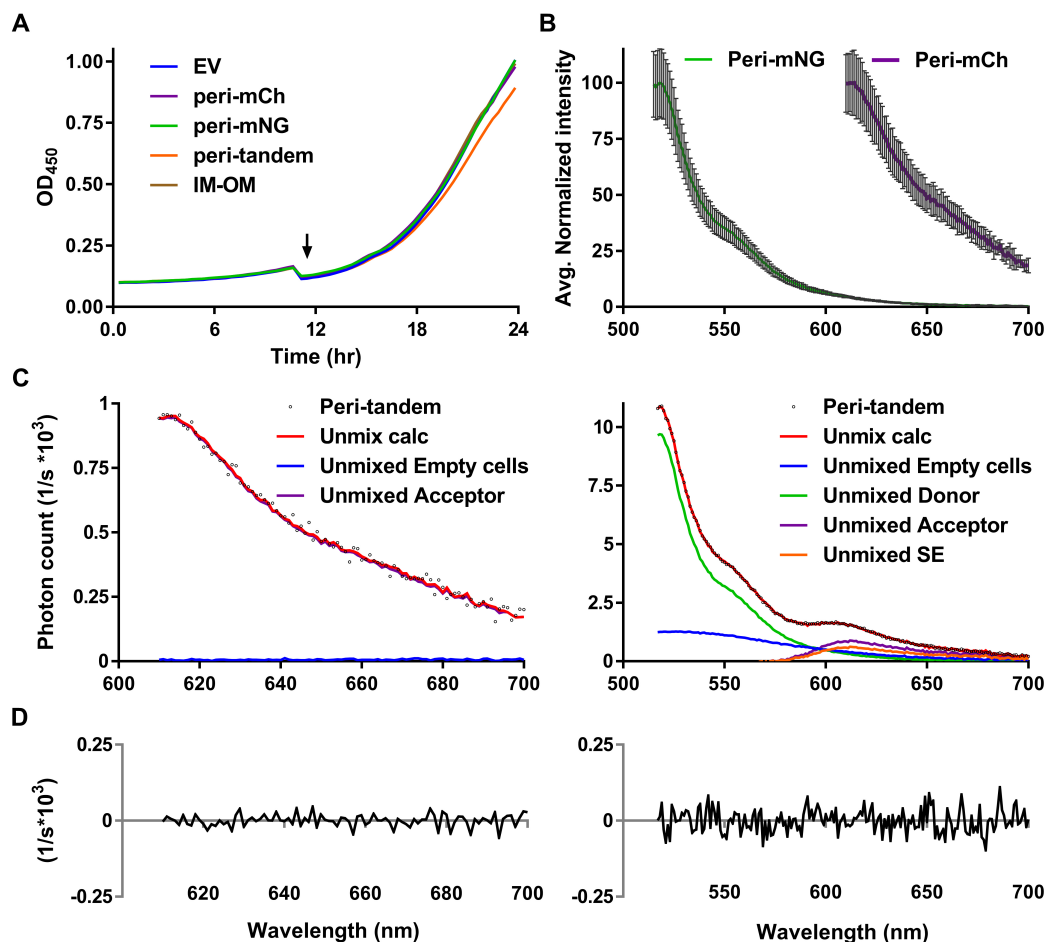 A
B
1.00
0.75
0.50
0.25
0.00
OD450
EV
peri-mCh
peri-mNG
peri-tandem
IM-OM
0.0
6
12
18
24
Time (hr)
Avg. Normalized intensity
100
75
50
25
0
Peri-mNG
Peri-mCh
500
550
600
650
700
C
Photon count (1/s *10^3)
1
0.75
0.5
0.25
0
Peri-tandem
Unmix calc
Unmixed Empty cells
Unmixed Acceptor
600
620
640
660
680
700
10
7.5
5
2.5
0
Peri-tandem
Unmix calc
Unmixed Empty cells
Unmixed Donor
Unmixed Acceptor
Unmixed SE
500
550
600
650
700
D
(1/s*10^3)
0.25
0
-0.25
620
640
660
680
700
Wavelength (nm)
0.25
0
-0.25
550
600
650
700
Wavelength (nm)